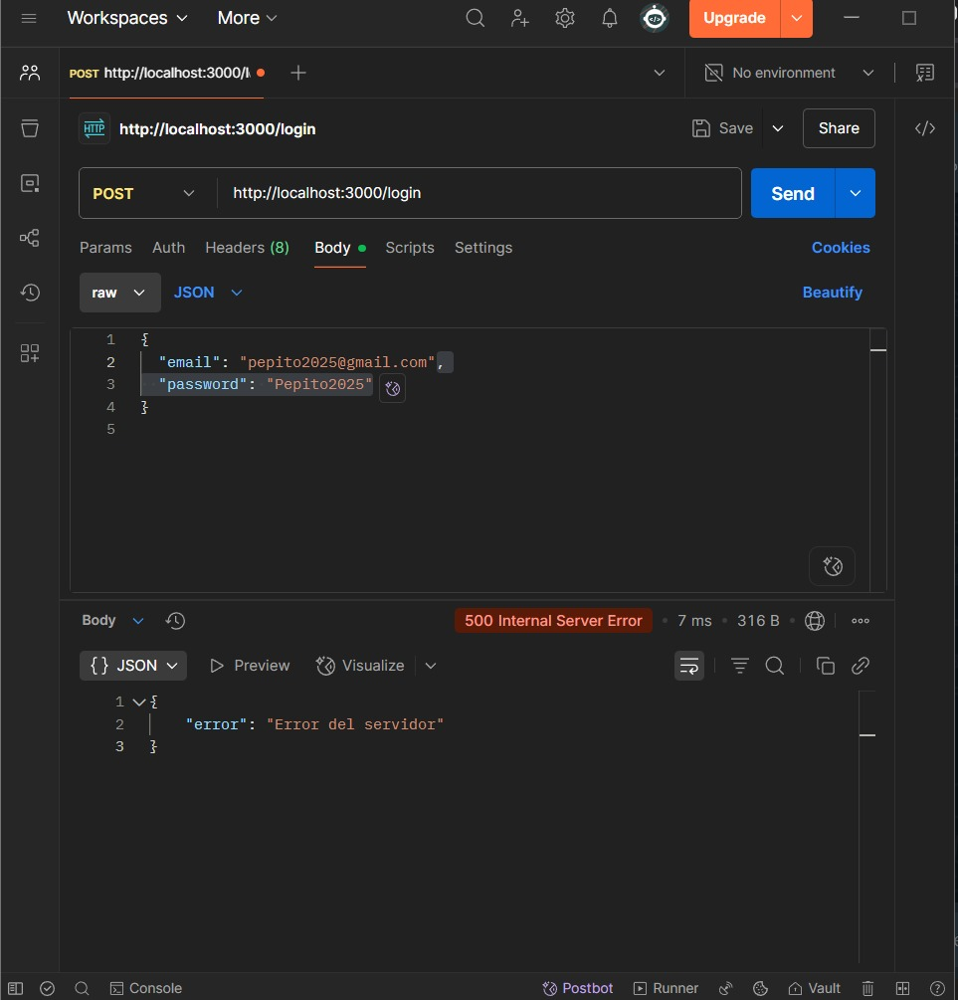 Workspaces More Upgrade
POST http://localhost:3000/l No environment
HTTP http://localhost:3000/login Save Share
POST http://localhost:3000/login Send
Params Auth Headers (8) Body Scripts Settings Cookies
raw JSON Beautify
1 {
2 "email": "pepito2025@gmail.com",
3 "password": "Pepito2025"
4 }
5
Body 500 Internal Server Error • 7 ms • 316 B •
{} JSON Preview Visualize
1 {
2 "error": "Error del servidor"
3 }
Console Postbot Runner Vault